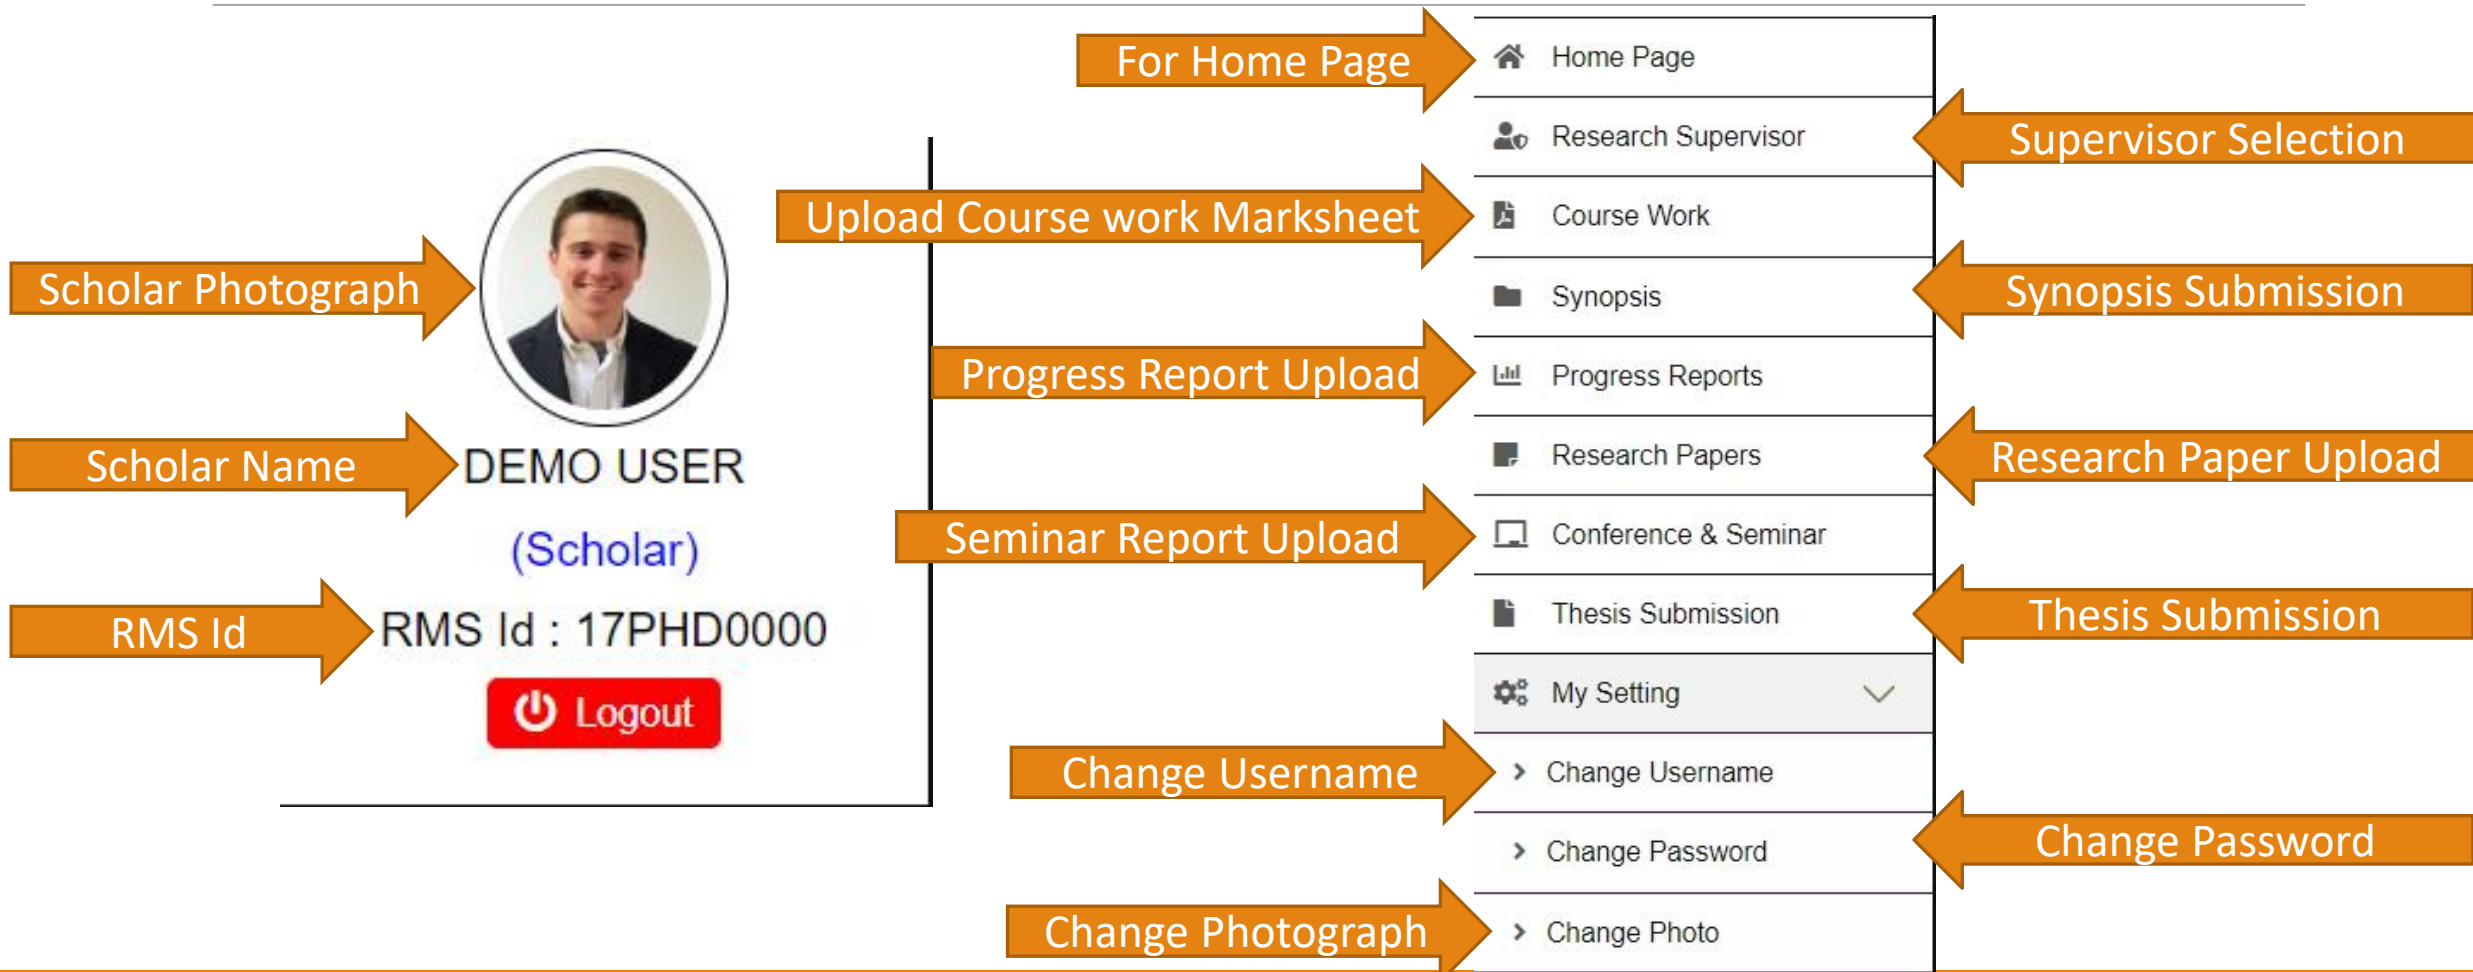 For Home Page
Home Page
Research Supervisor
Supervisor Selection
Upload Course work Marksheet
Course Work
Scholar Photograph
Synopsis
Synopsis Submission
Progress Report Upload
Progress Reports
Scholar Name
DEMO USER
Research Papers
Research Paper Upload
(Scholar)
Seminar Report Upload
Conference & Seminar
RMS Id
RMS Id : 17PHD0000
Thesis Submission
Thesis Submission
Logout
My Setting
Change Username
Change Username
Change Password
Change Password
Change Photograph
Change Photo